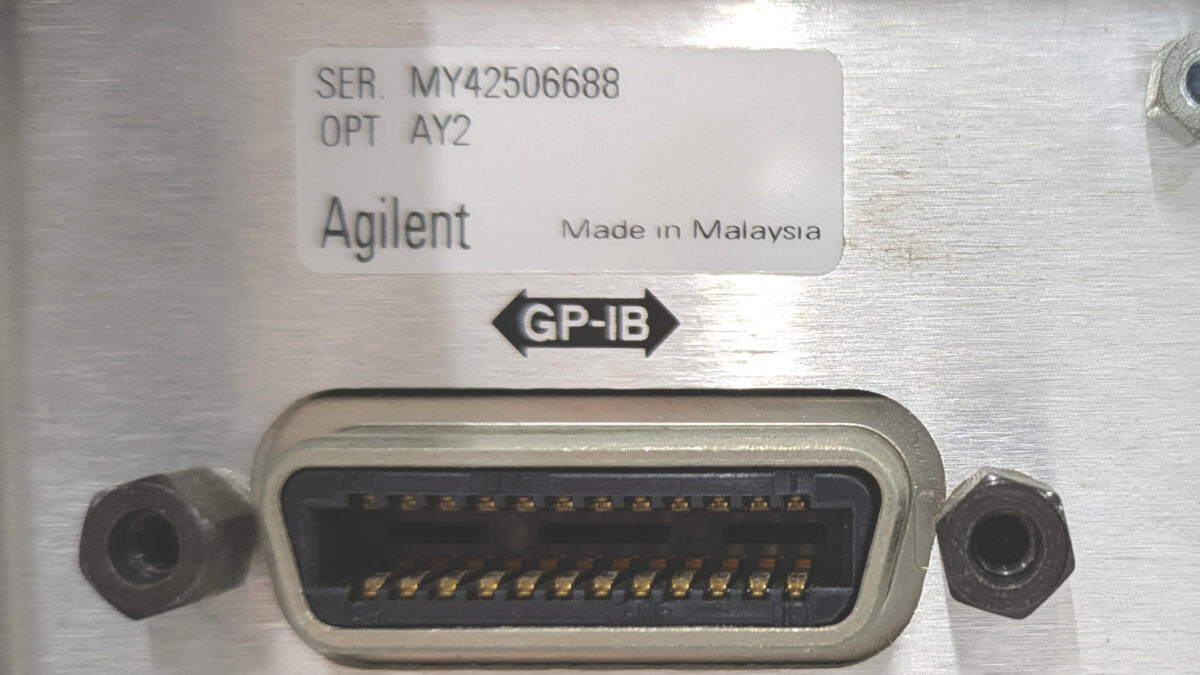 SER. MY42506688
OPT AY2
Agilent Made in Malaysia
GP-IB